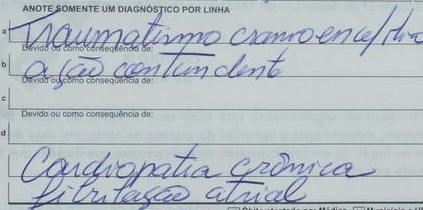 ANOTE SOMENTE UM DIAGNÓSTICO POR LINHA
a Traumatismo cranioencefálico
Devido ou como consequência de:
b ação contundente
Devido ou como consequência de:
c
Devido ou como consequência de:
d
Cardiopatia crônica
fibrilação atrial